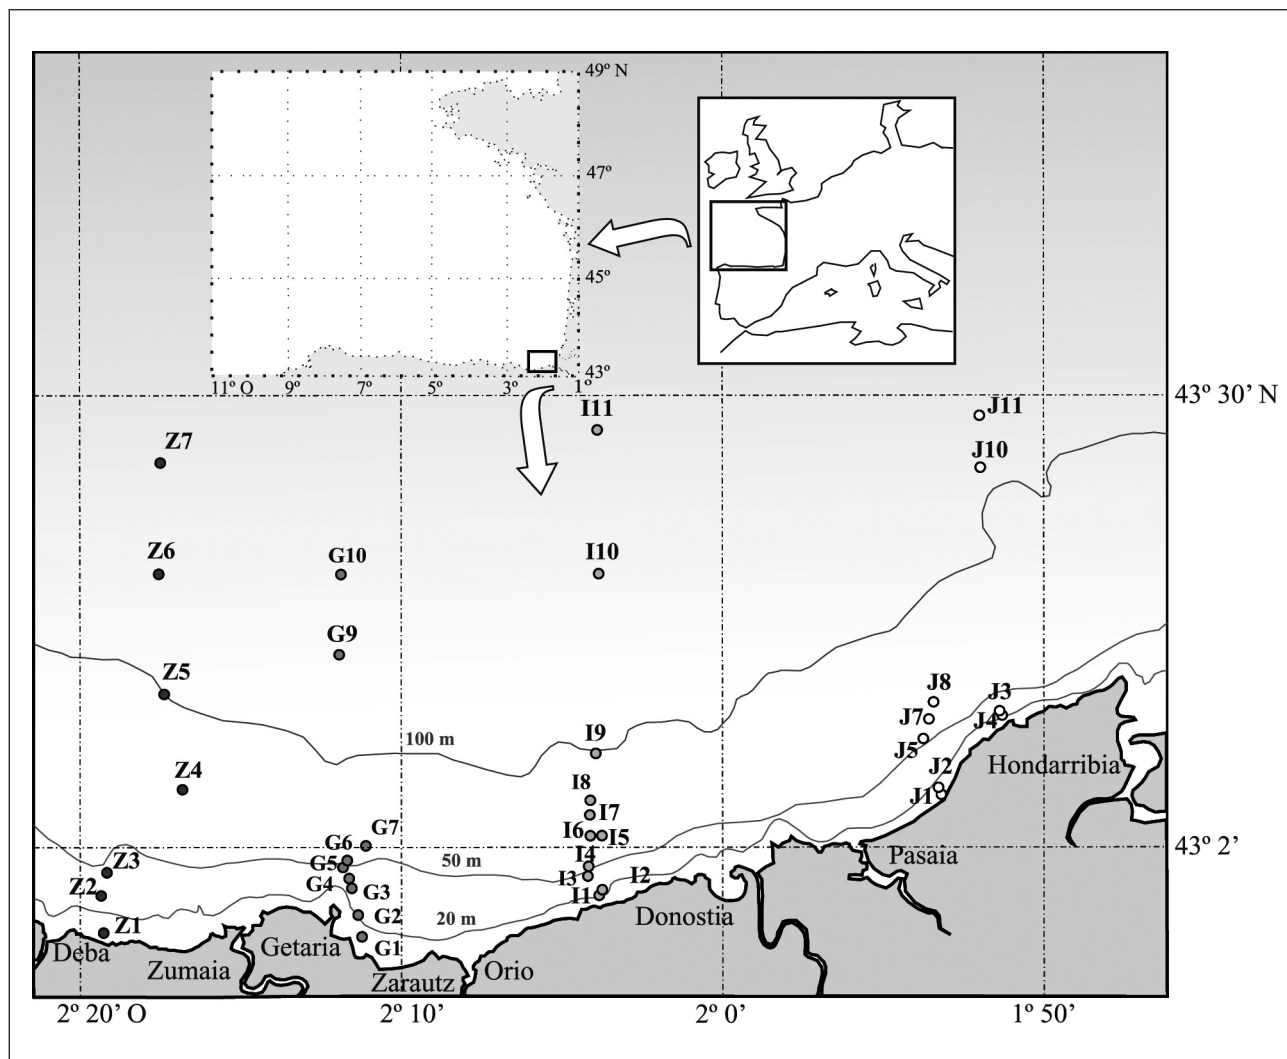 49º N
47º
45º
43º
11º O 9º 7º 5º 3º 1º
43º 30' N
I11
J11
J10
Z7
Z6
G10
I10
G9
Z5
J8
J3
J7
J4
100 m
I9
J5
Z4
Hondarribia
J2
I8
J1
I7
G7
I6
I5
43º 2'
G6
Pasaia
Z3
G5
50 m
I4
G4
I3
I2
Z2
G3
I1
G2
20 m
Donostia
Z1
G1
Deba
Getaria
Zumaia
Zarautz
Orio
2º 20' O 2º 10' 2º 0' 1º 50'